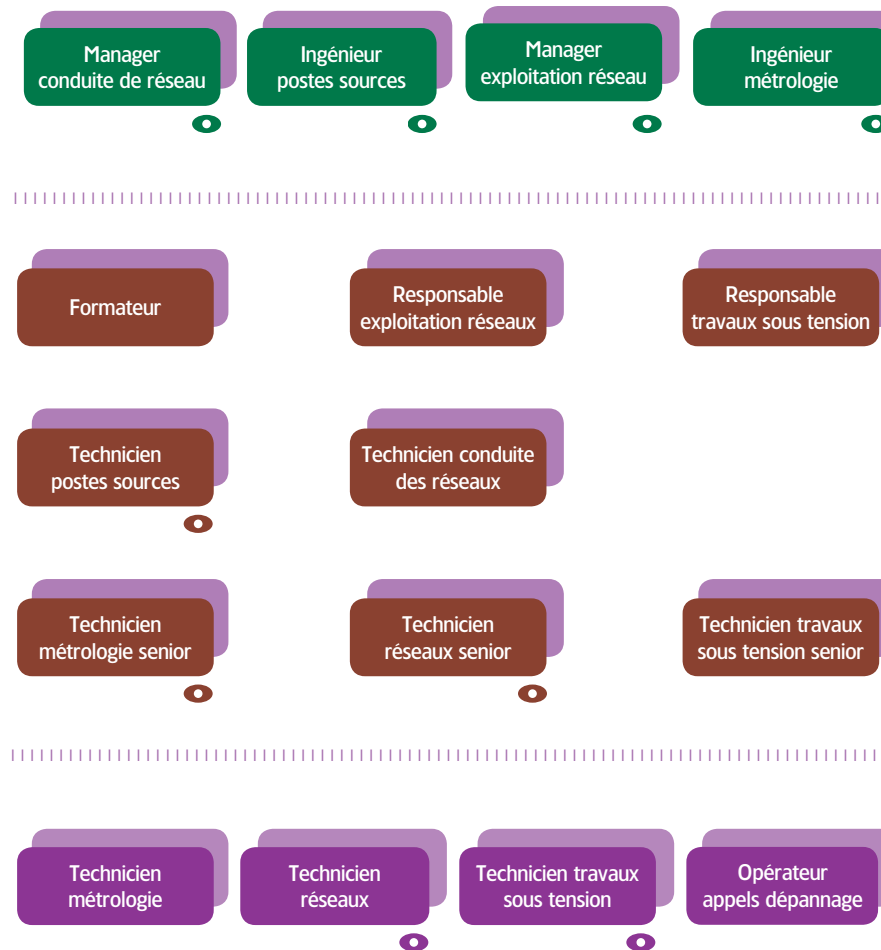 Manager
conduite de réseau
Ingénieur
postes sources
Manager
exploitation réseau
Ingénieur
métrologie
Formateur
Responsable
exploitation réseaux
Responsable
travaux sous tension
Technicien
postes sources
Technicien conduite
des réseaux
Technicien
métrologie senior
Technicien
réseaux senior
Technicien travaux
sous tension senior
Technicien
métrologie
Technicien
réseaux
Technicien travaux
sous tension
Opérateur
appels dépannage